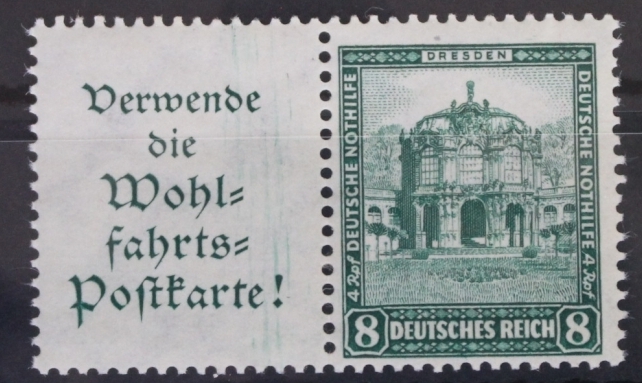 Verwende
die
Wohl=
fahrts=
Poſtkarte!
DRESDEN
4 Rpf DEUTSCHE NOTHILFE
DEUTSCHE NOTHILFE 4 Rpf
8 DEUTSCHES REICH 8